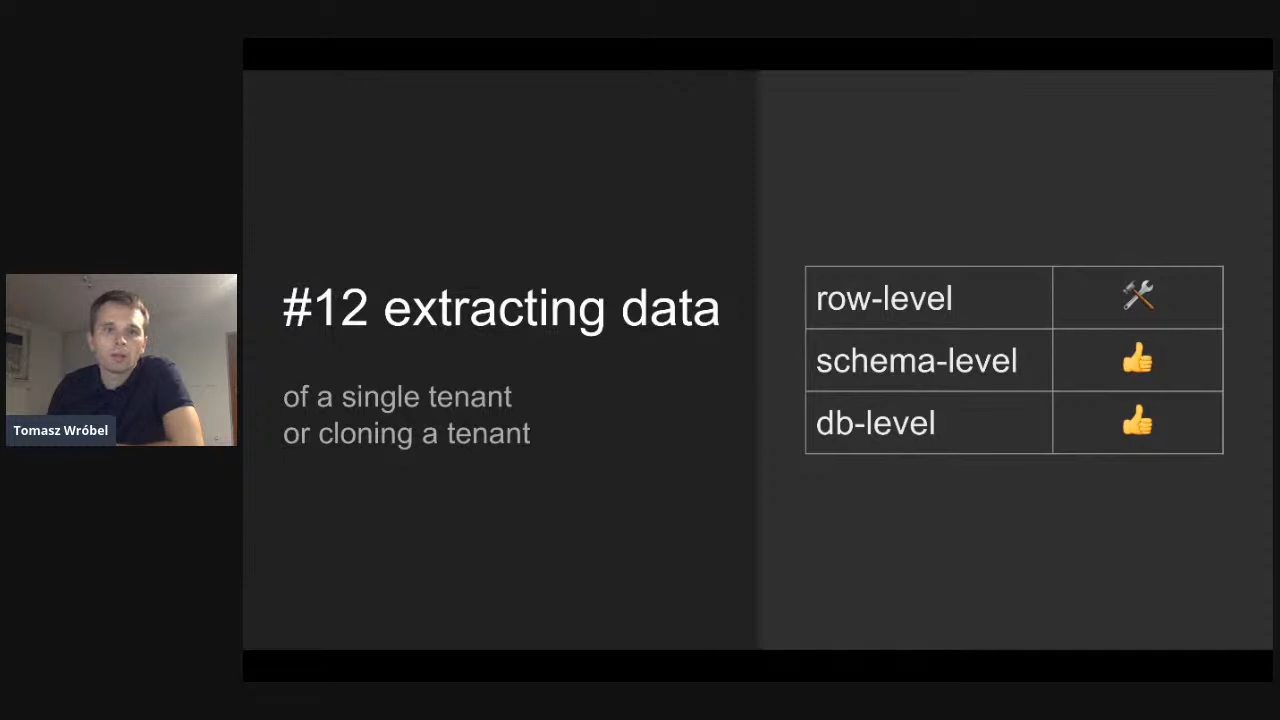 #12 extracting data
of a single tenant
or cloning a tenant
row-level
schema-level
db-level
Tomasz Wróbel